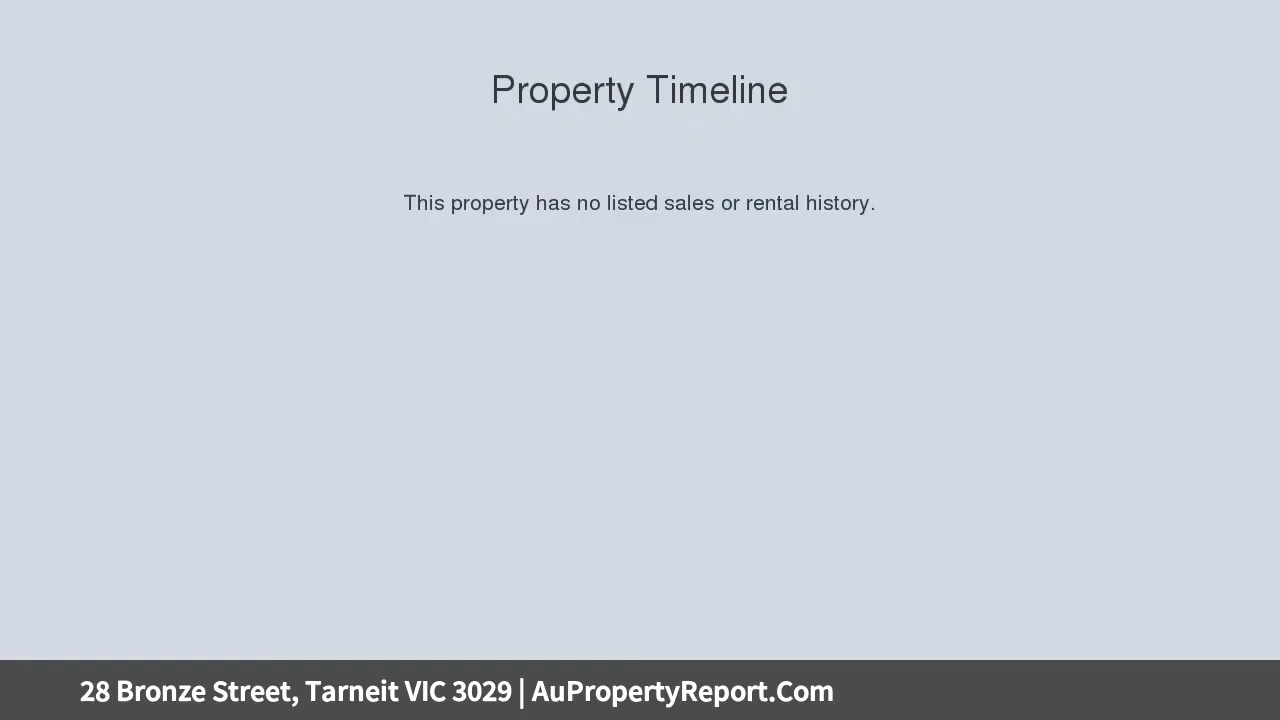 Property Timeline
This property has no listed sales or rental history.
28 Bronze Street, Tarneit VIC 3029 | AuPropertyReport.Com